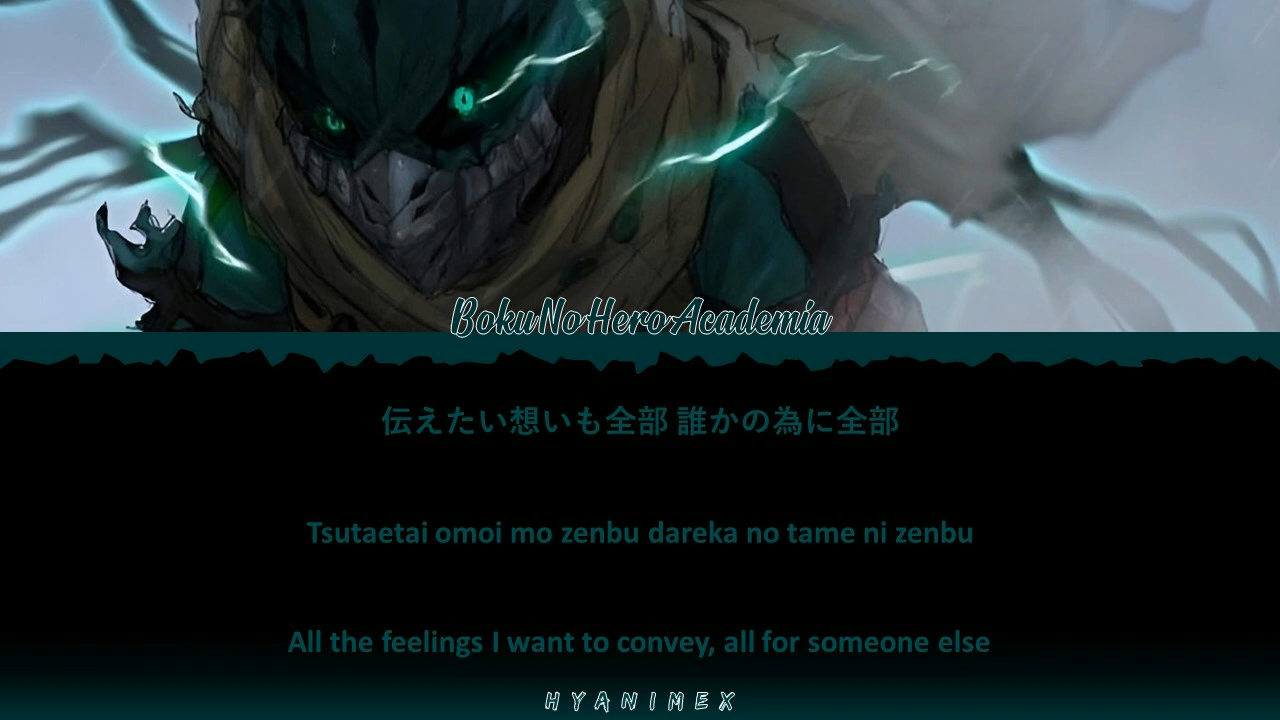 BokuNoHeroAcademia
伝えたい想いも全部 誰かの為に全部
Tsutaetai omoi mo zenbu dareka no tame ni zenbu
All the feelings I want to convey, all for someone else
HYANIMEX